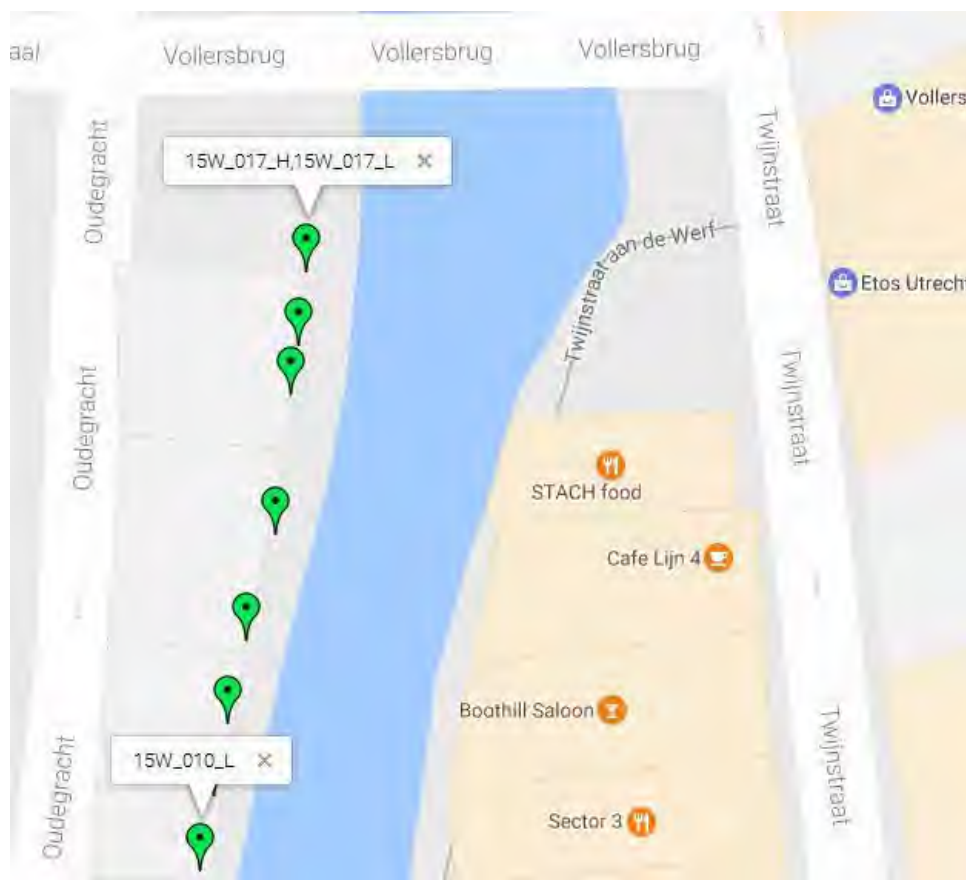 aal
Vollersbrug
Vollersbrug
Vollersbrug
Vollers
Oudegracht
Twijnstraat
15W_017_H,15W_017_L ×
Twijnstraat aan de Werf
Etos Utrecht
Oudegracht
Twijnstraat
STACH food
Cafe Lijn 4
Boothill Saloon
Oudegracht
Twijnstraat
15W_010_L ×
Sector 3